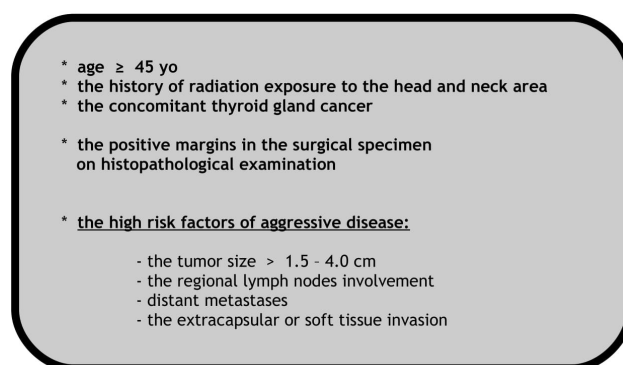 * age ≥ 45 yo
* the history of radiation exposure to the head and neck area
* the concomitant thyroid gland cancer
* the positive margins in the surgical specimen
on histopathological examination
* the high risk factors of aggressive disease:
- the tumor size > 1.5 – 4.0 cm
- the regional lymph nodes involvement
- distant metastases
- the extracapsular or soft tissue invasion